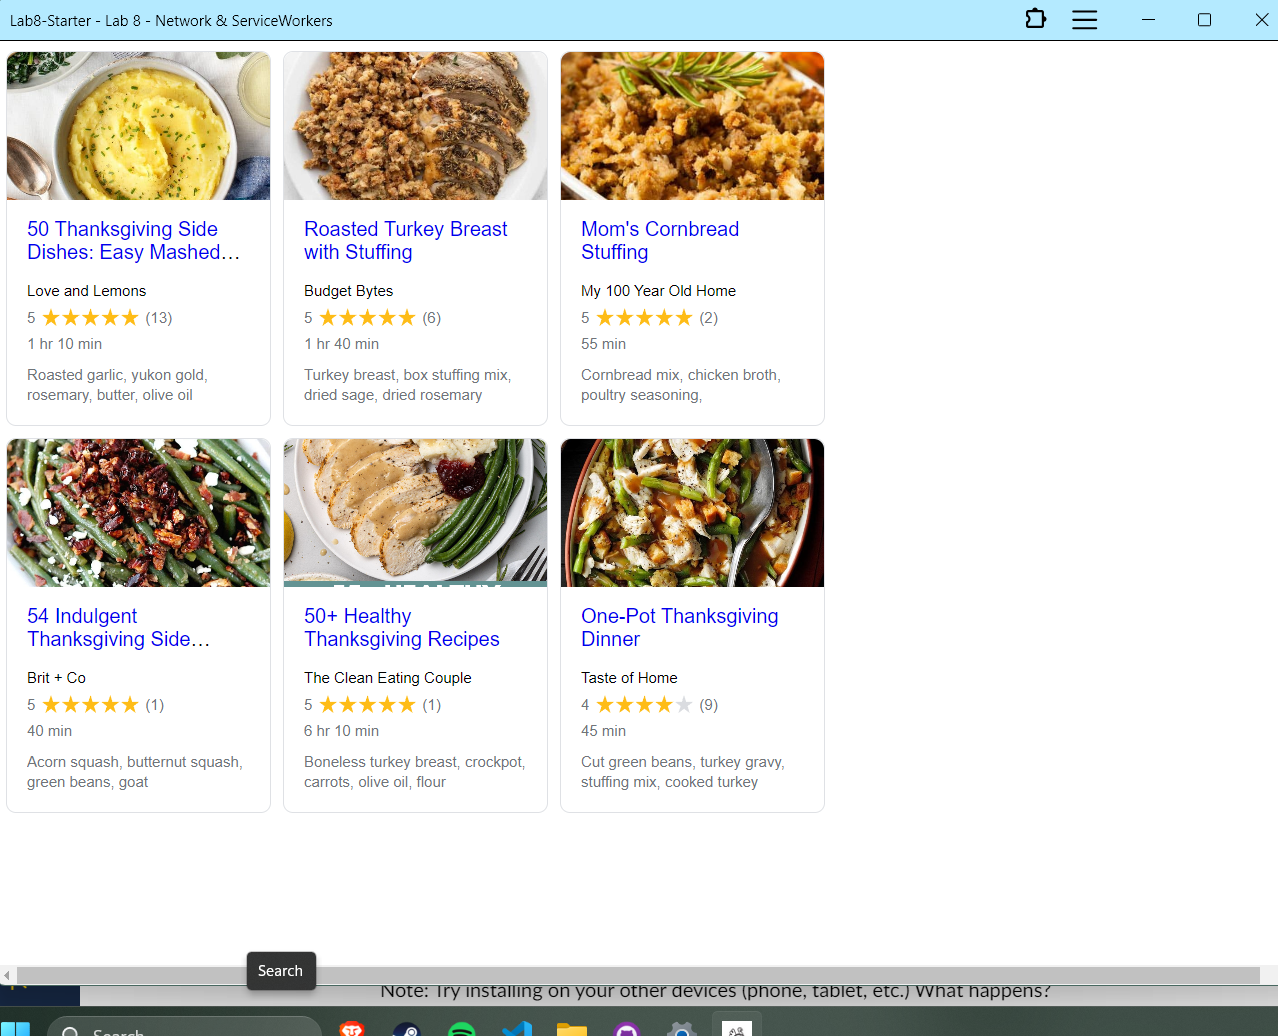 Lab8-Starter - Lab 8 - Network & ServiceWorkers
50 Thanksgiving Side
Dishes: Easy Mashed…
Love and Lemons
5 ★★★★★ (13)
1 hr 10 min
Roasted garlic, yukon gold,
rosemary, butter, olive oil
Roasted Turkey Breast
with Stuffing
Budget Bytes
5 ★★★★★ (6)
1 hr 40 min
Turkey breast, box stuffing mix,
dried sage, dried rosemary
Mom's Cornbread
Stuffing
My 100 Year Old Home
5 ★★★★★ (2)
55 min
Cornbread mix, chicken broth,
poultry seasoning,
54 Indulgent
Thanksgiving Side…
Brit + Co
5 ★★★★★ (1)
40 min
Acorn squash, butternut squash,
green beans, goat
50+ Healthy
Thanksgiving Recipes
The Clean Eating Couple
5 ★★★★★ (1)
6 hr 10 min
Boneless turkey breast, crockpot,
carrots, olive oil, flour
One-Pot Thanksgiving
Dinner
Taste of Home
4 ★★★★★ (9)
45 min
Cut green beans, turkey gravy,
stuffing mix, cooked turkey
Search
Note: Try installing on your other devices (phone, tablet, etc.) What happens?
Search